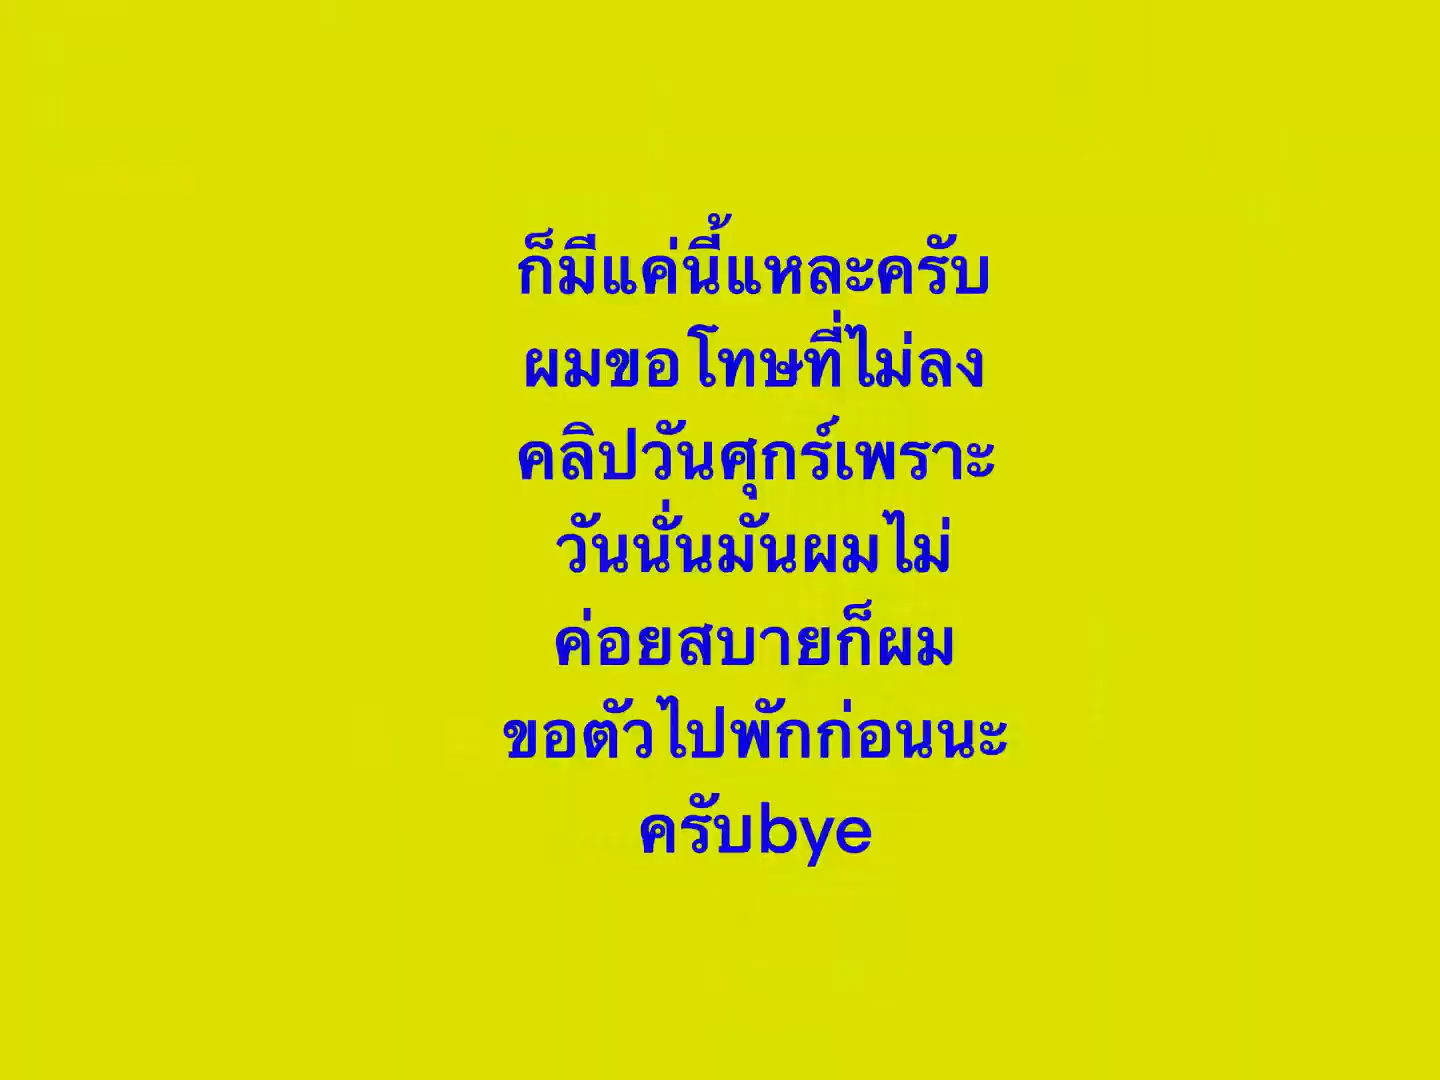 ก็มีแค่นี้แหละครับ
ผมขอโทษที่ไม่ลง
คลิปวันศุกร์เพราะ
วันนั่นมันผมไม่
ค่อยสบายก็ผม
ขอตัวไปพักก่อนนะ
ครับbye